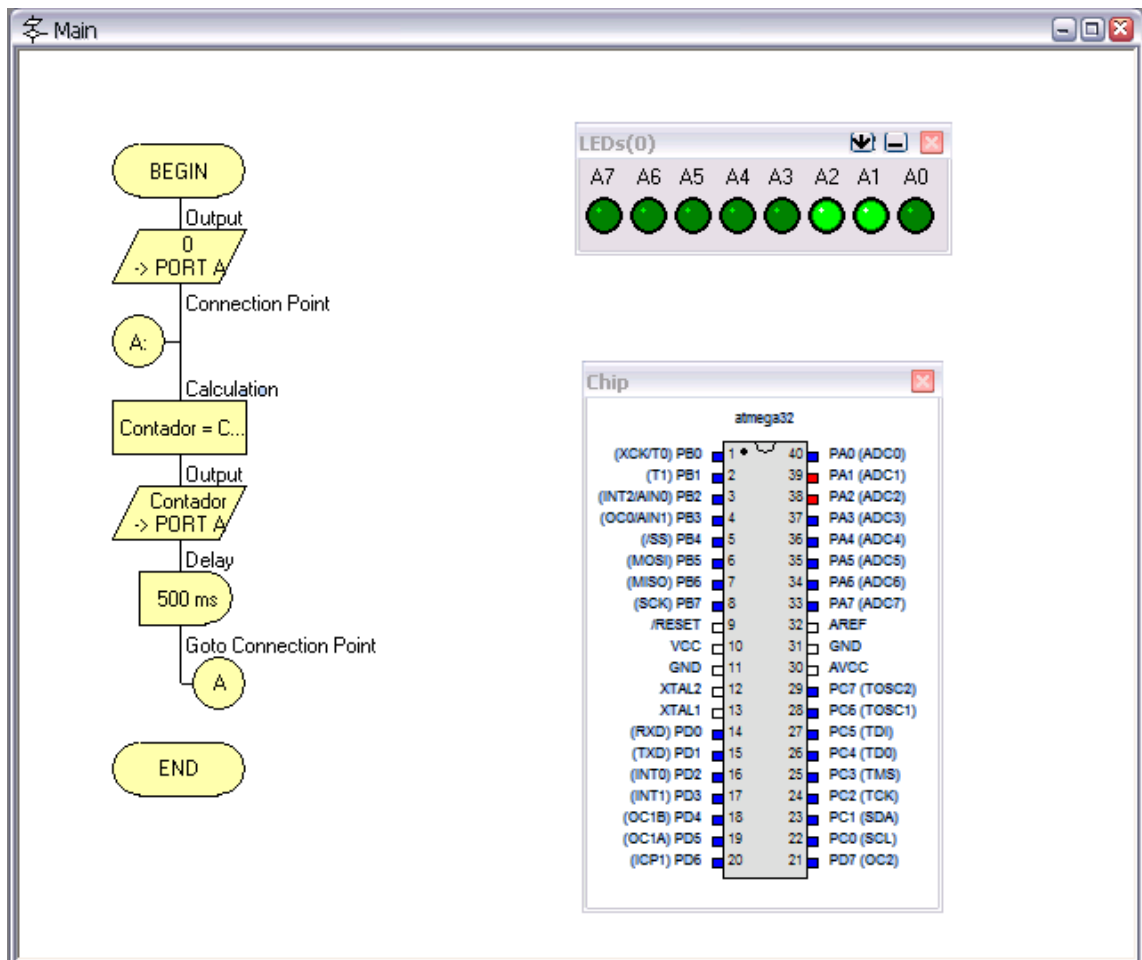 Main
BEGIN
Output
0
-> PORT A
Connection Point
A:
Calculation
Contador = C...
Output
Contador
-> PORT A
Delay
500 ms
Goto Connection Point
A
END
LEDs(0)
A7 A6 A5 A4 A3 A2 A1 A0
Chip
atmega32
(XCK/T0) PB0 1 40 PA0 (ADC0)
(T1) PB1 2 39 PA1 (ADC1)
(INT2/AIN0) PB2 3 38 PA2 (ADC2)
(OC0/AIN1) PB3 4 37 PA3 (ADC3)
(/SS) PB4 5 36 PA4 (ADC4)
(MOSI) PB5 6 35 PA5 (ADC5)
(MISO) PB6 7 34 PA6 (ADC6)
(SCK) PB7 8 33 PA7 (ADC7)
/RESET 9 32 AREF
VCC 10 31 GND
GND 11 30 AVCC
XTAL2 12 29 PC7 (TOSC2)
XTAL1 13 28 PC6 (TOSC1)
(RXD) PD0 14 27 PC5 (TDI)
(TXD) PD1 15 26 PC4 (TD0)
(INT0) PD2 16 25 PC3 (TMS)
(INT1) PD3 17 24 PC2 (TCK)
(OC1B) PD4 18 23 PC1 (SDA)
(OC1A) PD5 19 22 PC0 (SCL)
(ICP1) PD6 20 21 PD7 (OC2)